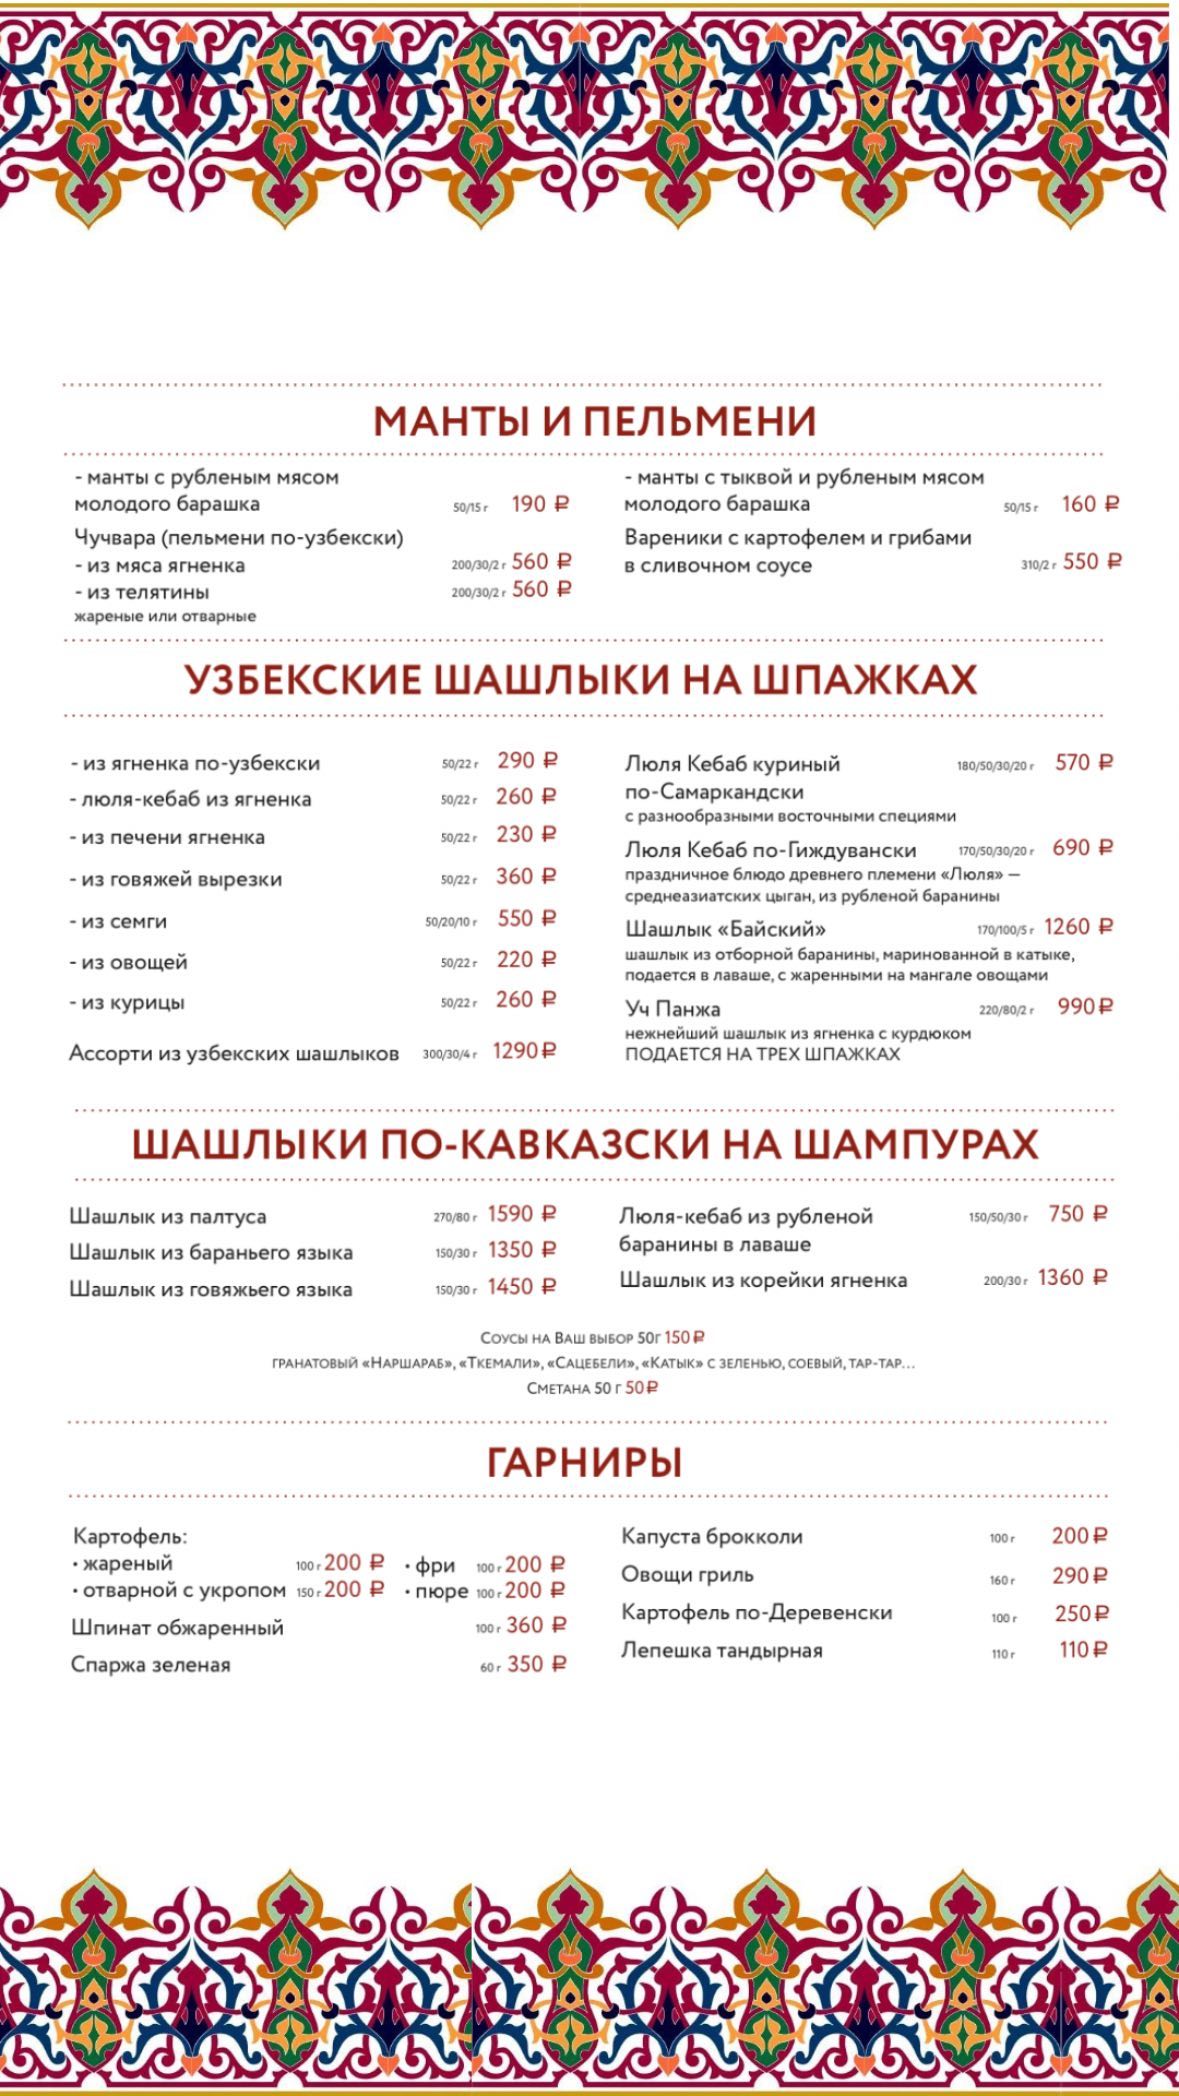 МАНТЫ И ПЕЛЬМЕНИ
- манты с рубленым мясом
молодого барашка 50/15 г 190 ₽
Чучвара (пельмени по-узбекски)
- из мяса ягненка 200/30/2 г 560 ₽
- из телятины 200/30/2 г 560 ₽
жареные или отварные
- манты с тыквой и рубленым мясом
молодого барашка 50/15 г 160 ₽
Вареники с картофелем и грибами
в сливочном соусе 310/2 г 550 ₽
УЗБЕКСКИЕ ШАШЛЫКИ НА ШПАЖКАХ
- из ягненка по-узбекски 50/22 г 290 ₽
- люля-кебаб из ягненка 50/22 г 260 ₽
- из печени ягненка 50/22 г 230 ₽
- из говяжей вырезки 50/22 г 360 ₽
- из семги 50/20/10 г 550 ₽
- из овощей 50/22 г 220 ₽
- из курицы 50/22 г 260 ₽
Ассорти из узбекских шашлыков 300/30/4 г 1290 ₽
Люля Кебаб куриный 180/50/30/20 г 570 ₽
по-Самаркандски
с разнообразными восточными специями
Люля Кебаб по-Гиждувански 170/50/30/20 г 690 ₽
праздничное блюдо древнего племени «Люля» —
среднеазиатских цыган, из рубленой баранины
Шашлык «Байский» 170/100/5 г 1260 ₽
шашлык из отборной баранины, маринованной в катыке,
подается в лаваше, с жаренными на мангале овощами
Уч Панжа 220/80/2 г 990 ₽
нежнейший шашлык из ягненка с курдюком
ПОДАЕТСЯ НА ТРЕХ ШПАЖКАХ
ШАШЛЫКИ ПО-КАВКАЗСКИ НА ШАМПУРАХ
Шашлык из палтуса 270/80 г 1590 ₽
Шашлык из бараньего языка 150/30 г 1350 ₽
Шашлык из говяжьего языка 150/30 г 1450 ₽
Люля-кебаб из рубленой 150/50/30 г 750 ₽
баранины в лаваше
Шашлык из корейки ягненка 200/30 г 1360 ₽
Соусы на Ваш выбор 50г 150 ₽
гранатовый «Наршараб», «Ткемали», «Сацебели», «Катык» с зеленью, соевый, тар-тар...
Сметана 50 г 50 ₽
ГАРНИРЫ
Картофель:
• жареный 100 г 200 ₽ • фри 100 г 200 ₽
• отварной с укропом 150 г 200 ₽ • пюре 100 г 200 ₽
Шпинат обжаренный 100 г 360 ₽
Спаржа зеленая 60 г 350 ₽
Капуста брокколи 100 г 200 ₽
Овощи гриль 160 г 290 ₽
Картофель по-Деревенски 100 г 250 ₽
Лепешка тандырная 110 г 110 ₽